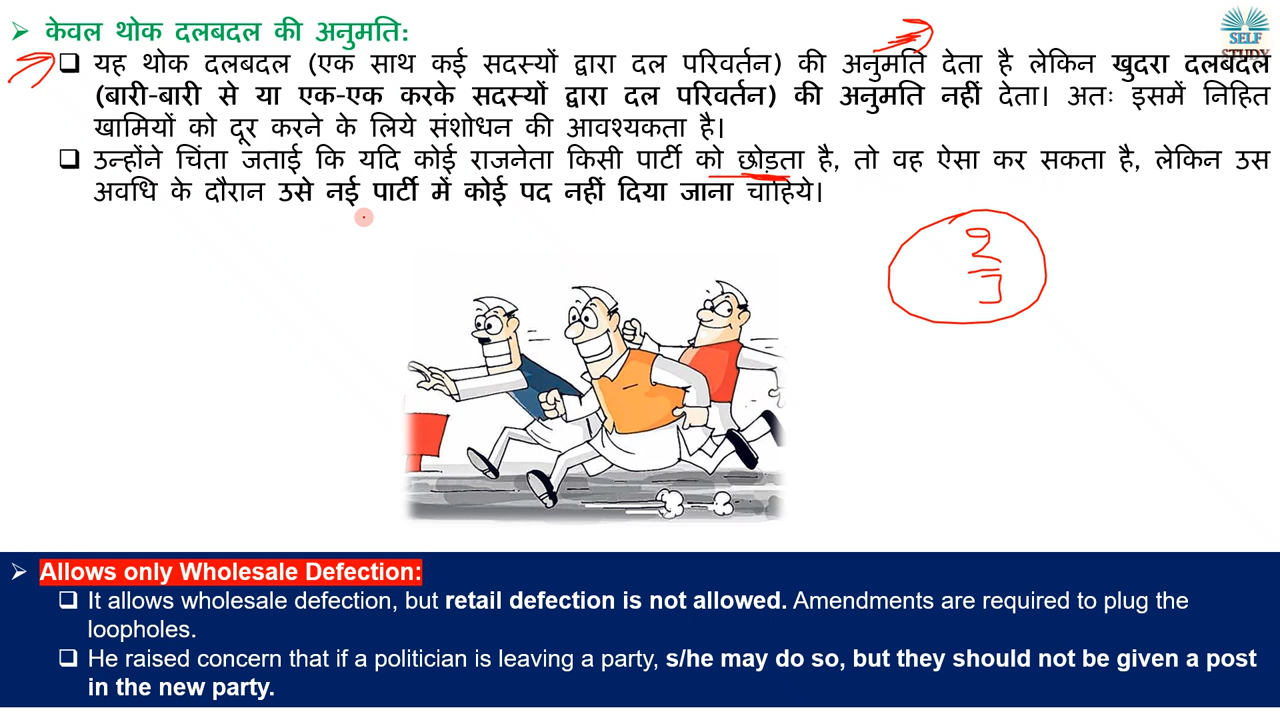 ➢ केवल थोक दलबदल की अनुमति:
❑ यह थोक दलबदल (एक साथ कई सदस्यों द्वारा दल परिवर्तन) की अनुमति देता है लेकिन खुदरा दलबदल
(बारी-बारी से या एक-एक करके सदस्यों द्वारा दल परिवर्तन) की अनुमति नहीं देता। अतः इसमें निहित
खामियों को दूर करने के लिये संशोधन की आवश्यकता है।
❑ उन्होंने चिंता जताई कि यदि कोई राजनेता किसी पार्टी को छोड़ता है, तो वह ऐसा कर सकता है, लेकिन उस
अवधि के दौरान उसे नई पार्टी में कोई पद नहीं दिया जाना चाहिये।
SELF
STUDY
2
3
➢ Allows only Wholesale Defection:
❑ It allows wholesale defection, but retail defection is not allowed. Amendments are required to plug the
loopholes.
❑ He raised concern that if a politician is leaving a party, s/he may do so, but they should not be given a post
in the new party.